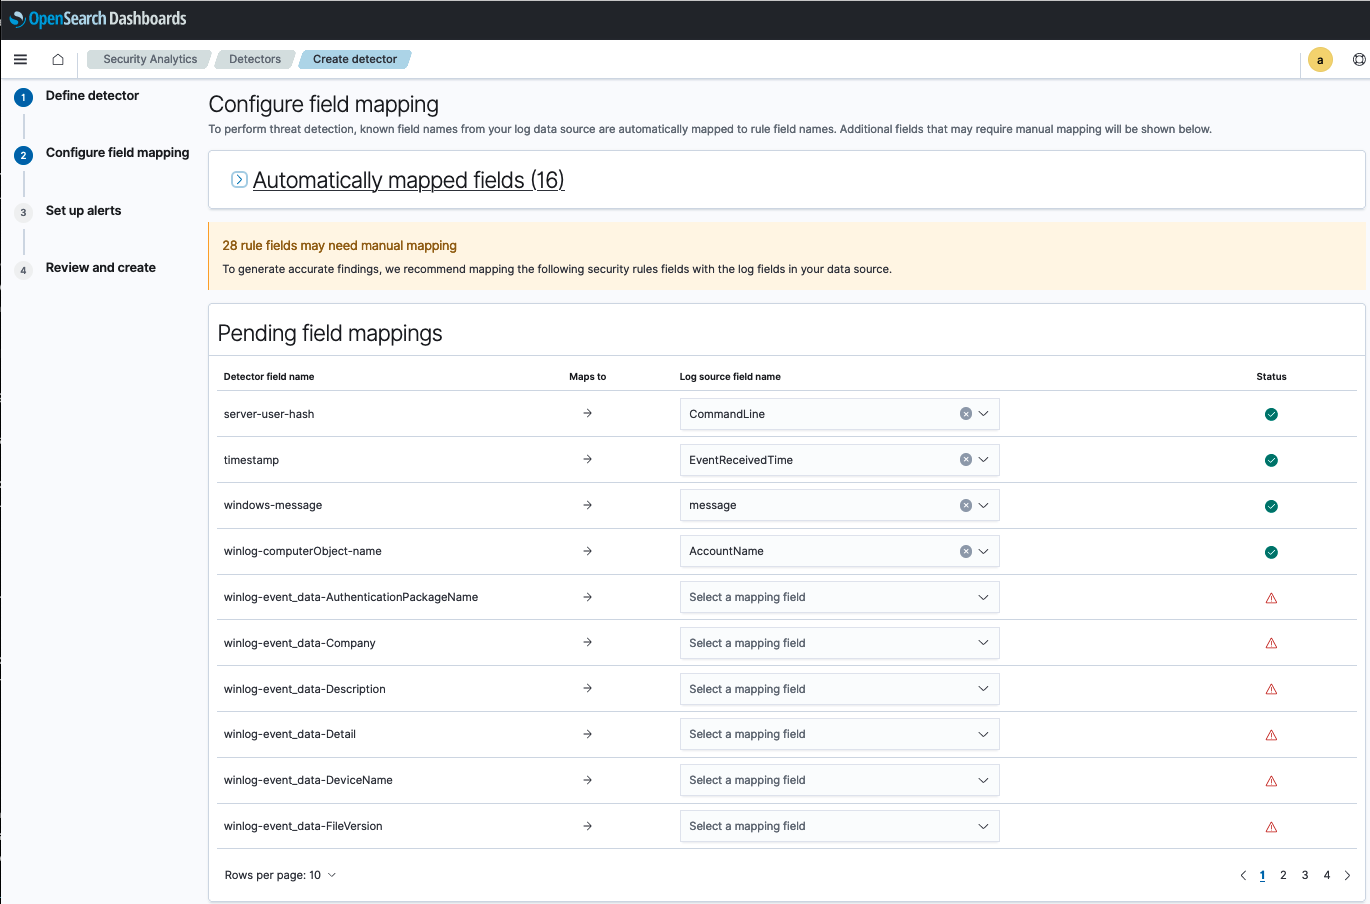 OpenSearch Dashboards
Security Analytics
Detectors
Create detector
a
1 Define detector
2 Configure field mapping
3 Set up alerts
4 Review and create
Configure field mapping
To perform threat detection, known field names from your log data source are automatically mapped to rule field names. Additional fields that may require manual mapping will be shown below.
Automatically mapped fields (16)
28 rule fields may need manual mapping
To generate accurate findings, we recommend mapping the following security rules fields with the log fields in your data source.
Pending field mappings
Detector field name Maps to Log source field name Status
server-user-hash → CommandLine
timestamp → EventReceivedTime
windows-message → message
winlog-computerObject-name → AccountName
winlog-event_data-AuthenticationPackageName → Select a mapping field
winlog-event_data-Company → Select a mapping field
winlog-event_data-Description → Select a mapping field
winlog-event_data-Detail → Select a mapping field
winlog-event_data-DeviceName → Select a mapping field
winlog-event_data-FileVersion → Select a mapping field
Rows per page: 10
1 2 3 4